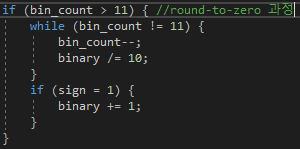 if (bin_count > 11) { //round-to-zero 과정
while (bin_count != 11) {
bin_count--;
binary /= 10;
}
if (sign = 1) {
binary += 1;
}
}